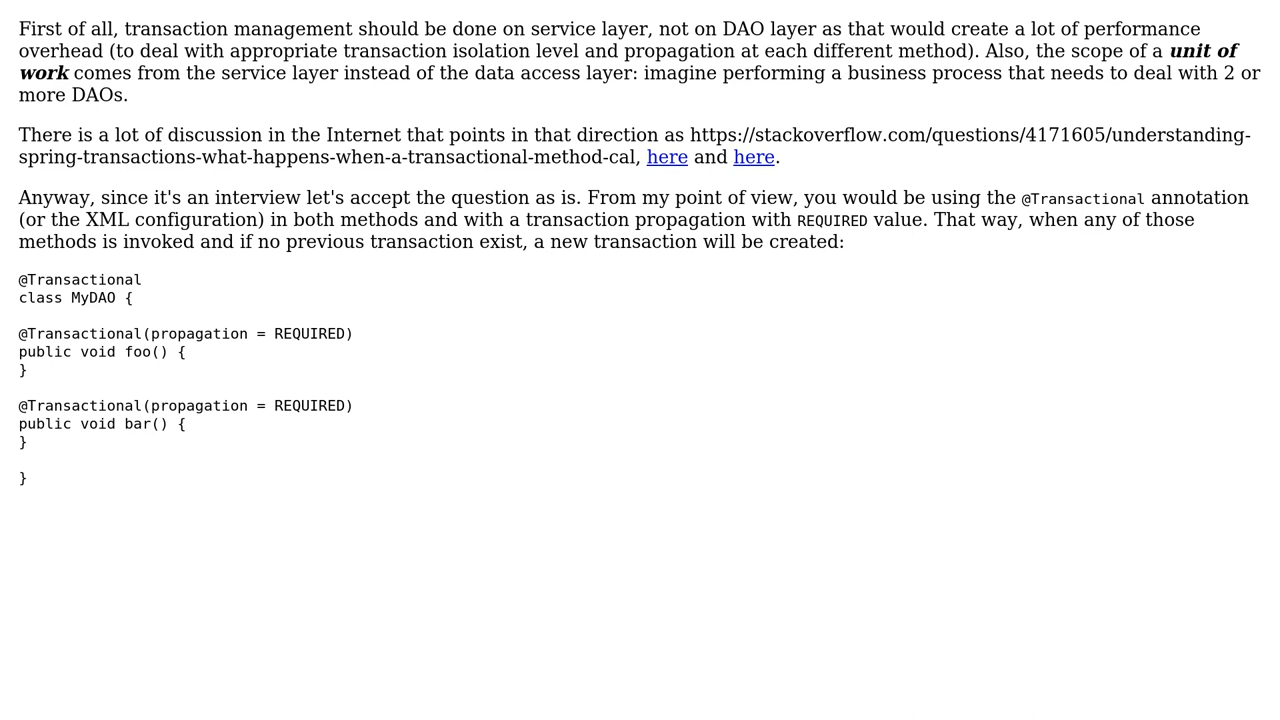 First of all, transaction management should be done on service layer, not on DAO layer as that would create a lot of performance
overhead (to deal with appropriate transaction isolation level and propagation at each different method). Also, the scope of a unit of
work comes from the service layer instead of the data access layer: imagine performing a business process that needs to deal with 2 or
more DAOs.
There is a lot of discussion in the Internet that points in that direction as https://stackoverflow.com/questions/4171605/understanding-
spring-transactions-what-happens-when-a-transactional-method-cal, here and here.
Anyway, since it's an interview let's accept the question as is. From my point of view, you would be using the @Transactional annotation
(or the XML configuration) in both methods and with a transaction propagation with REQUIRED value. That way, when any of those
methods is invoked and if no previous transaction exist, a new transaction will be created:
@Transactional
class MyDAO {
@Transactional(propagation = REQUIRED)
public void foo() {
}
@Transactional(propagation = REQUIRED)
public void bar() {
}
}